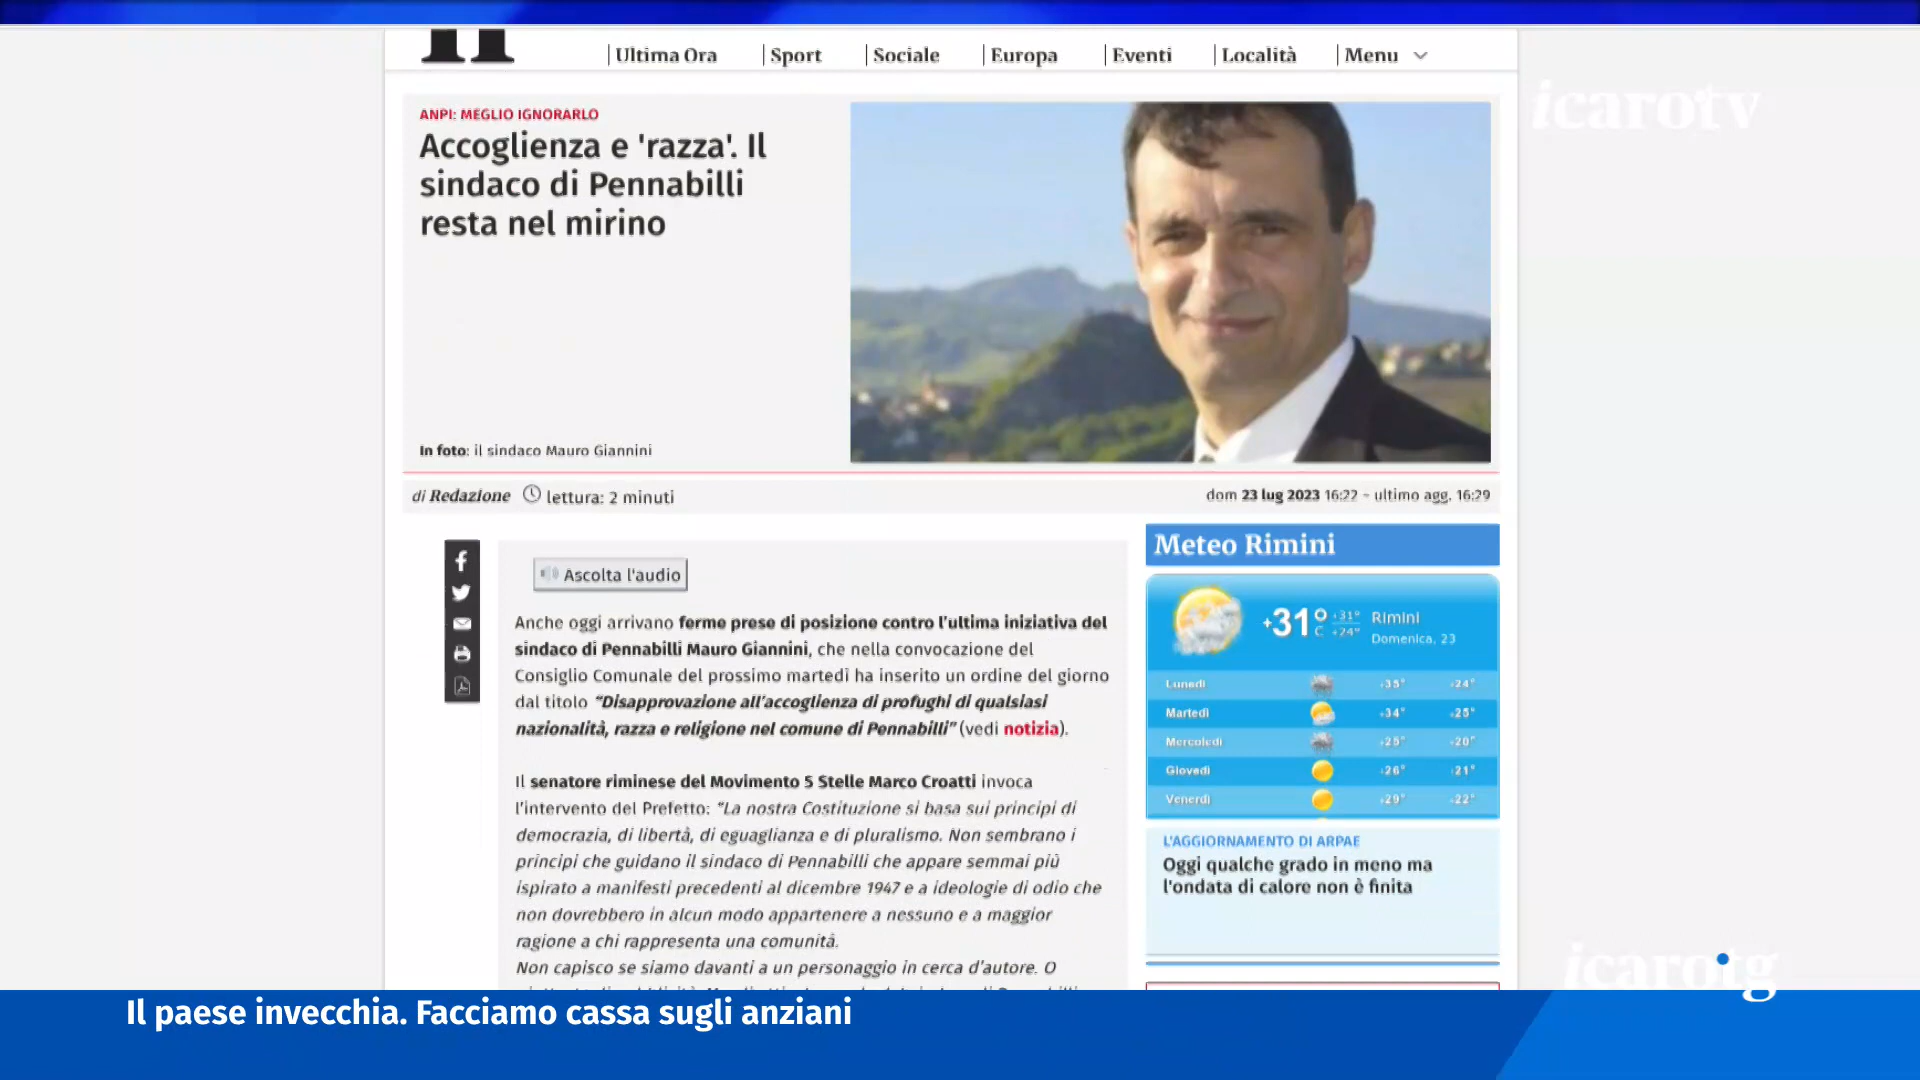 Ultima Ora
Sport
Sociale
Europa
Eventi
Località
Menu
icarotv
ANPI: MEGLIO IGNORARLO
Accoglienza e 'razza'. Il
sindaco di Pennabilli
resta nel mirino
In foto: il sindaco Mauro Giannini
di Redazione lettura: 2 minuti
dom 23 lug 2023 16:22 - ultimo agg. 16:29
Ascolta l'audio
Anche oggi arrivano ferme prese di posizione contro l'ultima iniziativa del
sindaco di Pennabilli Mauro Giannini, che nella convocazione del
Consiglio Comunale del prossimo martedì ha inserito un ordine del giorno
dal titolo "Disapprovazione all'accoglienza di profughi di qualsiasi
nazionalità, razza e religione nel comune di Pennabilli" (vedi notizia).
Il senatore riminese del Movimento 5 Stelle Marco Croatti invoca
l'intervento del Prefetto: "La nostra Costituzione si basa sui principi di
democrazia, di libertà, di eguaglianza e di pluralismo. Non sembrano i
principi che guidano il sindaco di Pennabilli che appare semmai più
ispirato a manifesti precedenti al dicembre 1947 e a ideologie di odio che
non dovrebbero in alcun modo appartenere a nessuno e a maggior
ragione a chi rappresenta una comunità.
Non capisco se siamo davanti a un personaggio in cerca d'autore. O
Meteo Rimini
+31°C +31° +24° Rimini
Domenica, 23
Lunedì +35° +24°
Martedì +34° +25°
Mercoledì +25° +20°
Giovedì +26° +21°
Venerdì +29° +22°
L'AGGIORNAMENTO DI ARPAE
Oggi qualche grado in meno ma
l'ondata di calore non è finita
icarotg
Il paese invecchia. Facciamo cassa sugli anziani